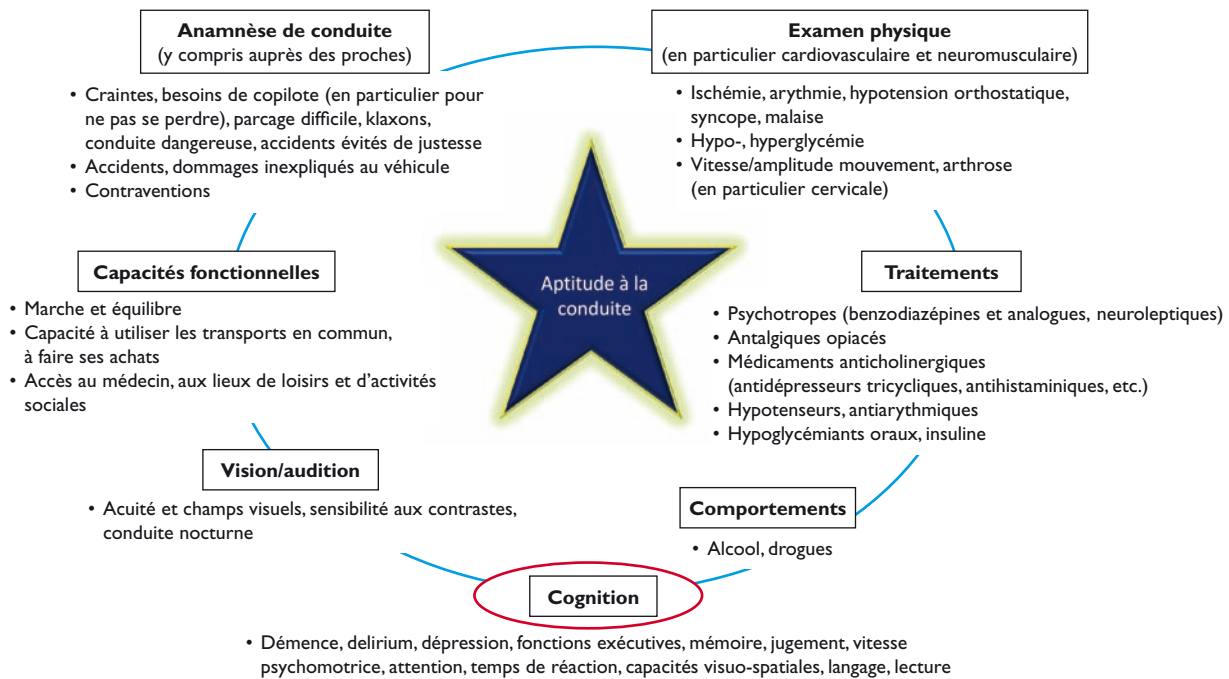 Anamnèse de conduite
(y compris auprès des proches)
• Craintes, besoins de copilote (en particulier pour
ne pas se perdre), parcage difficile, klaxons,
conduite dangereuse, accidents évités de justesse
• Accidents, dommages inexpliqués au véhicule
• Contraventions
Examen physique
(en particulier cardiovasculaire et neuromusculaire)
• Ischémie, arythmie, hypotension orthostatique,
syncope, malaise
• Hypo-, hyperglycémie
• Vitesse/amplitude mouvement, arthrose
(en particulier cervicale)
Capacités fonctionnelles
• Marche et équilibre
• Capacité à utiliser les transports en commun,
à faire ses achats
• Accès au médecin, aux lieux de loisirs et d'activités
sociales
Aptitude à la
conduite
Traitements
• Psychotropes (benzodiazépines et analogues, neuroleptiques)
• Antalgiques opiacés
• Médicaments anticholinergiques
(antidépresseurs tricycliques, antihistaminiques, etc.)
• Hypotenseurs, antiarythmiques
• Hypoglycémiants oraux, insuline
Vision/audition
• Acuité et champs visuels, sensibilité aux contrastes,
conduite nocturne
Comportements
• Alcool, drogues
Cognition
• Démence, delirium, dépression, fonctions exécutives, mémoire, jugement, vitesse
psychomotrice, attention, temps de réaction, capacités visuo-spatiales, langage, lecture